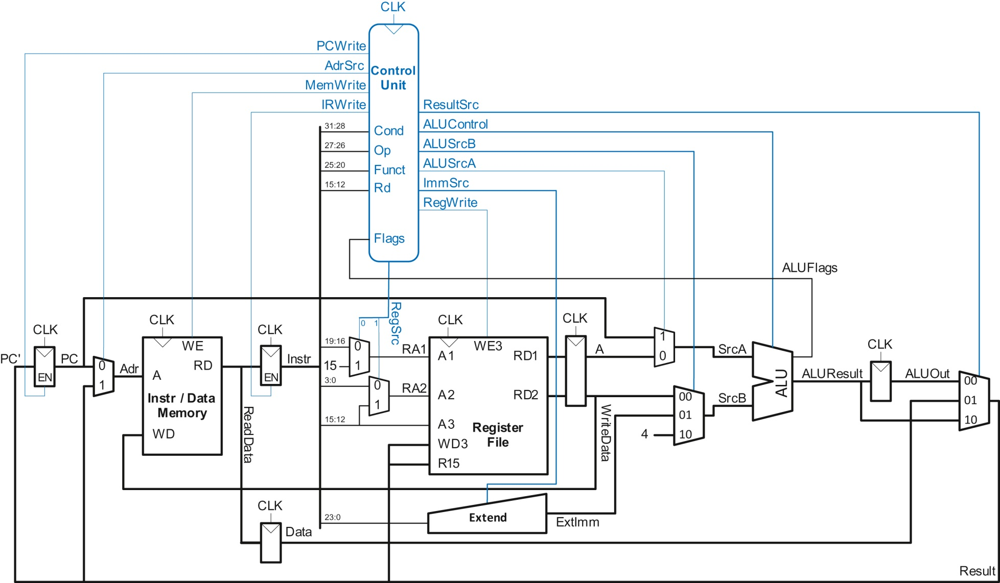 CLK
PCWrite
AdrSrc
MemWrite
IRWrite
Control
Unit
ResultSrc
ALUControl
ALUSrcB
ALUSrcA
ImmSrc
RegWrite
31:28
Cond
27:26
Op
25:20
Funct
15:12
Rd
Flags
ALUFlags
RegSrc
0 1
CLK
PC'
EN
PC
0
1
Adr
CLK
WE
A
RD
Instr / Data
Memory
WD
ReadData
CLK
EN
Instr
19:16
15
0
1
RA1
3:0
0
1
RA2
15:12
CLK
WE3
A1
RD1
A2
RD2
A3
Register
File
WD3
R15
CLK
A
WriteData
1
0
SrcA
00
01
4
10
SrcB
ALU
ALUResult
CLK
ALUOut
00
01
10
23:0
Extend
ExtImm
CLK
Data
Result